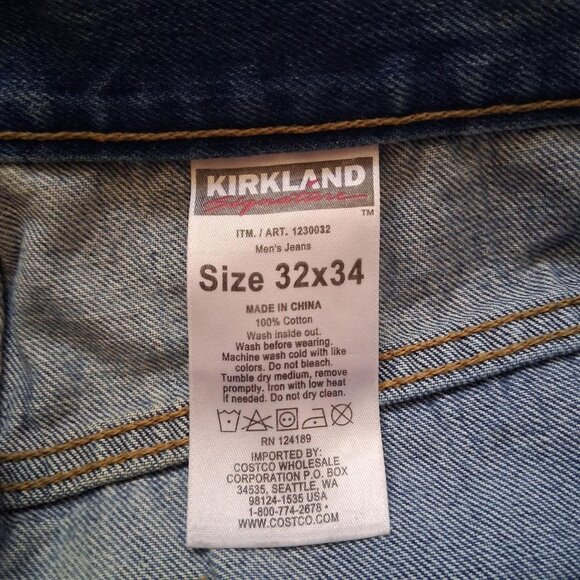 KIRKLAND
Signature
™
ITM. / ART. 1230032
Men's Jeans
Size 32x34
MADE IN CHINA
100% Cotton
Wash inside out.
Wash before wearing.
Machine wash cold with like
colors. Do not bleach.
Tumble dry medium, remove
promptly. Iron with low heat
if needed. Do not dry clean.
RN 124189
IMPORTED BY:
COSTCO WHOLESALE
CORPORATION P.O. BOX
34535, SEATTLE, WA
98124-1535 USA
1-800-774-2678 •
•WWW.COSTCO.COM